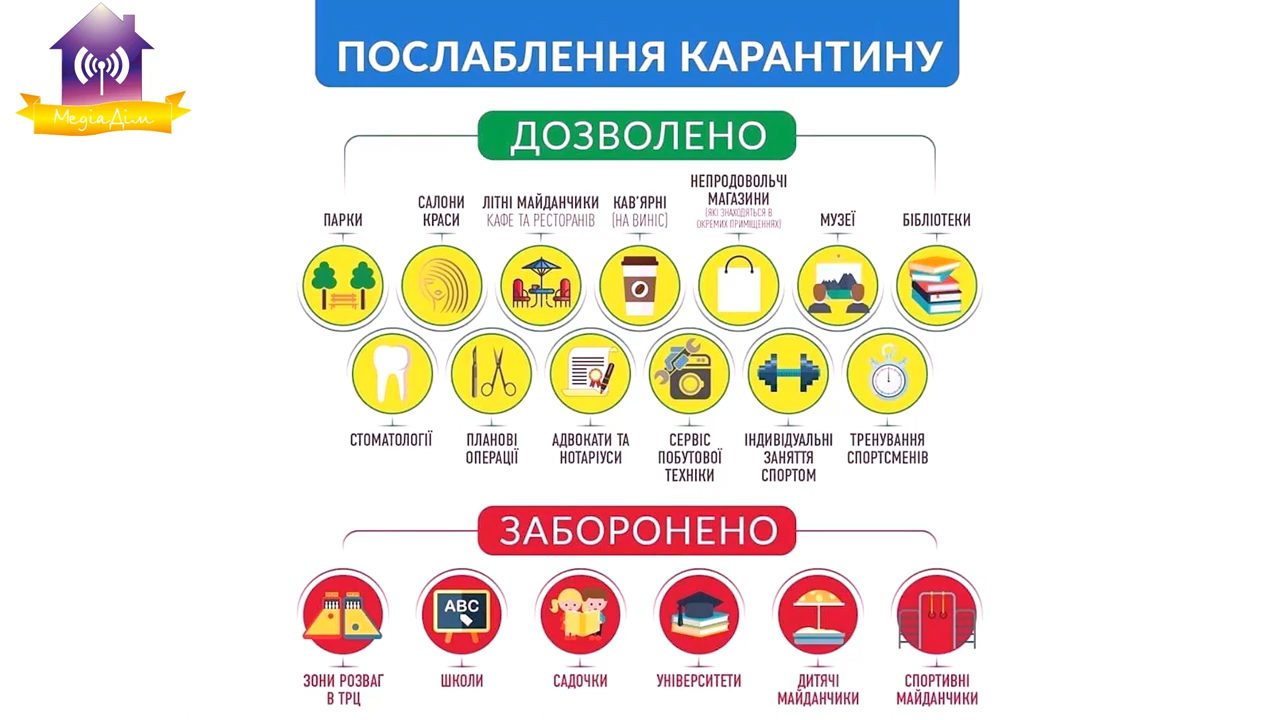 МедіаДім
ПОСЛАБЛЕННЯ КАРАНТИНУ
ДОЗВОЛЕНО
ПАРКИ
САЛОНИ
КРАСИ
ЛІТНІ МАЙДАНЧИКИ
КАФЕ ТА РЕСТОРАНІВ
КАВ'ЯРНІ
(НА ВИНІС)
НЕПРОДОВОЛЬЧІ
МАГАЗИНИ
(ЯКІ ЗНАХОДЯТЬСЯ В
ОКРЕМИХ ПРИМІЩЕННЯХ)
МУЗЕЇ
БІБЛІОТЕКИ
СТОМАТОЛОГІЇ
ПЛАНОВІ
ОПЕРАЦІЇ
АДВОКАТИ ТА
НОТАРІУСИ
СЕРВІС
ПОБУТОВОЇ
ТЕХНІКИ
ІНДИВІДУАЛЬНІ
ЗАНЯТТЯ
СПОРТОМ
ТРЕНУВАННЯ
СПОРТСМЕНІВ
ЗАБОРОНЕНО
ABC
ЗОНИ РОЗВАГ
В ТРЦ
ШКОЛИ
САДОЧКИ
УНІВЕРСИТЕТИ
ДИТЯЧІ
МАЙДАНЧИКИ
СПОРТИВНІ
МАЙДАНЧИКИ